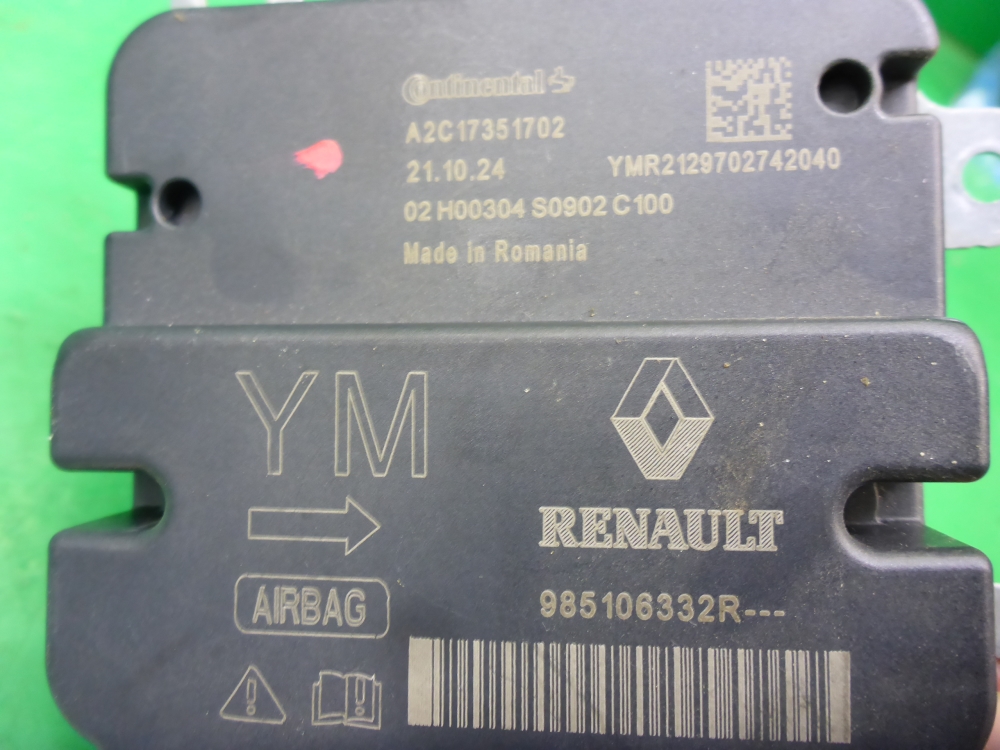 Continental
A2C17351702
21.10.24 YMR2129702742040
02 H00304 S0902 C100
Made in Romania
YM
RENAULT
AIRBAG
985106332R---